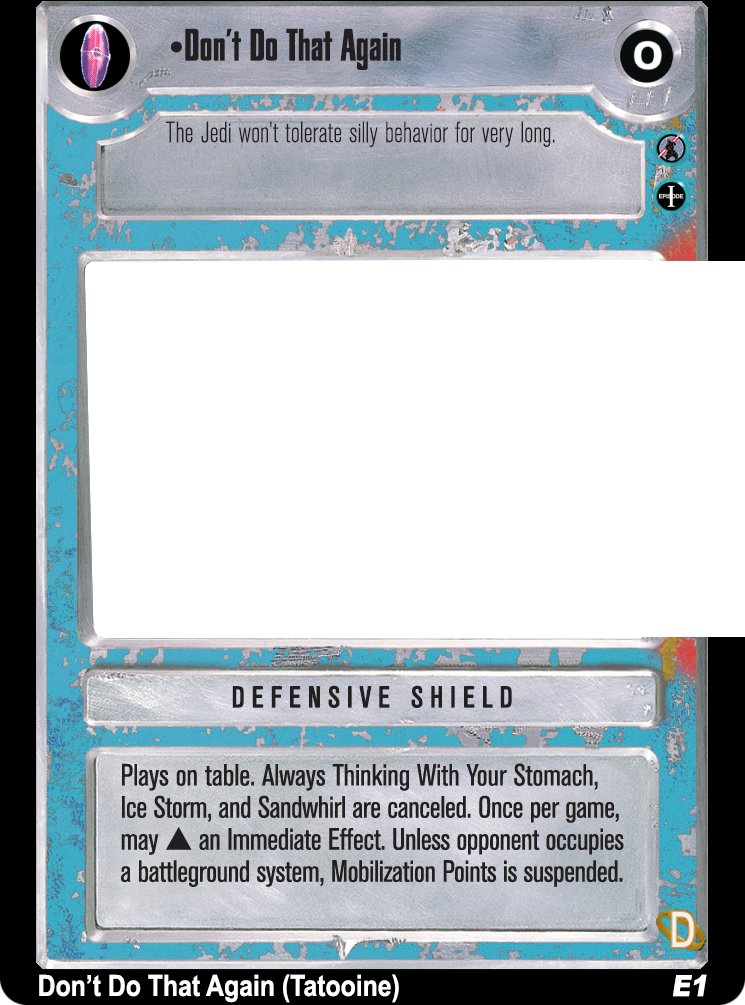 •Don't Do That Again
O
The Jedi won't tolerate silly behavior for very long.
EPISODE
I
DEFENSIVE SHIELD
Plays on table. Always Thinking With Your Stomach,
Ice Storm, and Sandwhirl are canceled. Once per game,
may ▲ an Immediate Effect. Unless opponent occupies
a battleground system, Mobilization Points is suspended.
D
Don't Do That Again (Tatooine)
E1